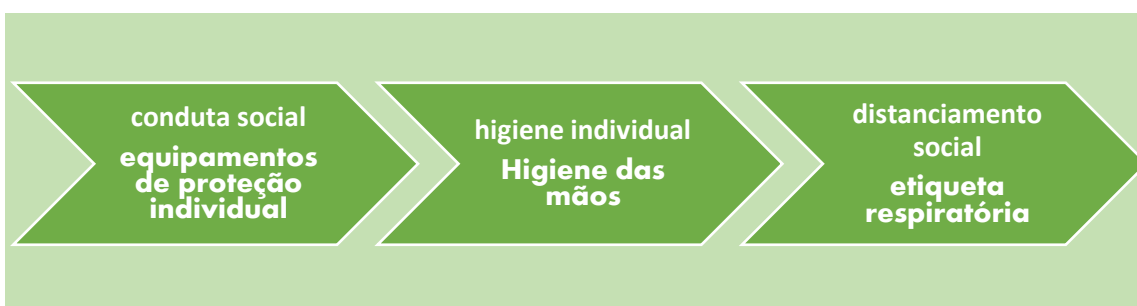 conduta social
equipamentos
de proteção
individual
higiene individual
Higiene das
mãos
distanciamento
social
etiqueta
respiratória